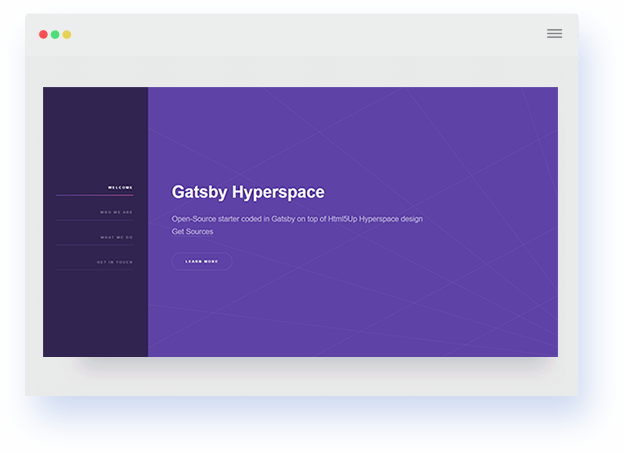 WELCOME
WHO WE ARE
WHAT WE DO
GET IN TOUCH
Gatsby Hyperspace
Open-Source starter coded in Gatsby on top of Html5Up Hyperspace design
Get Sources
LEARN MORE